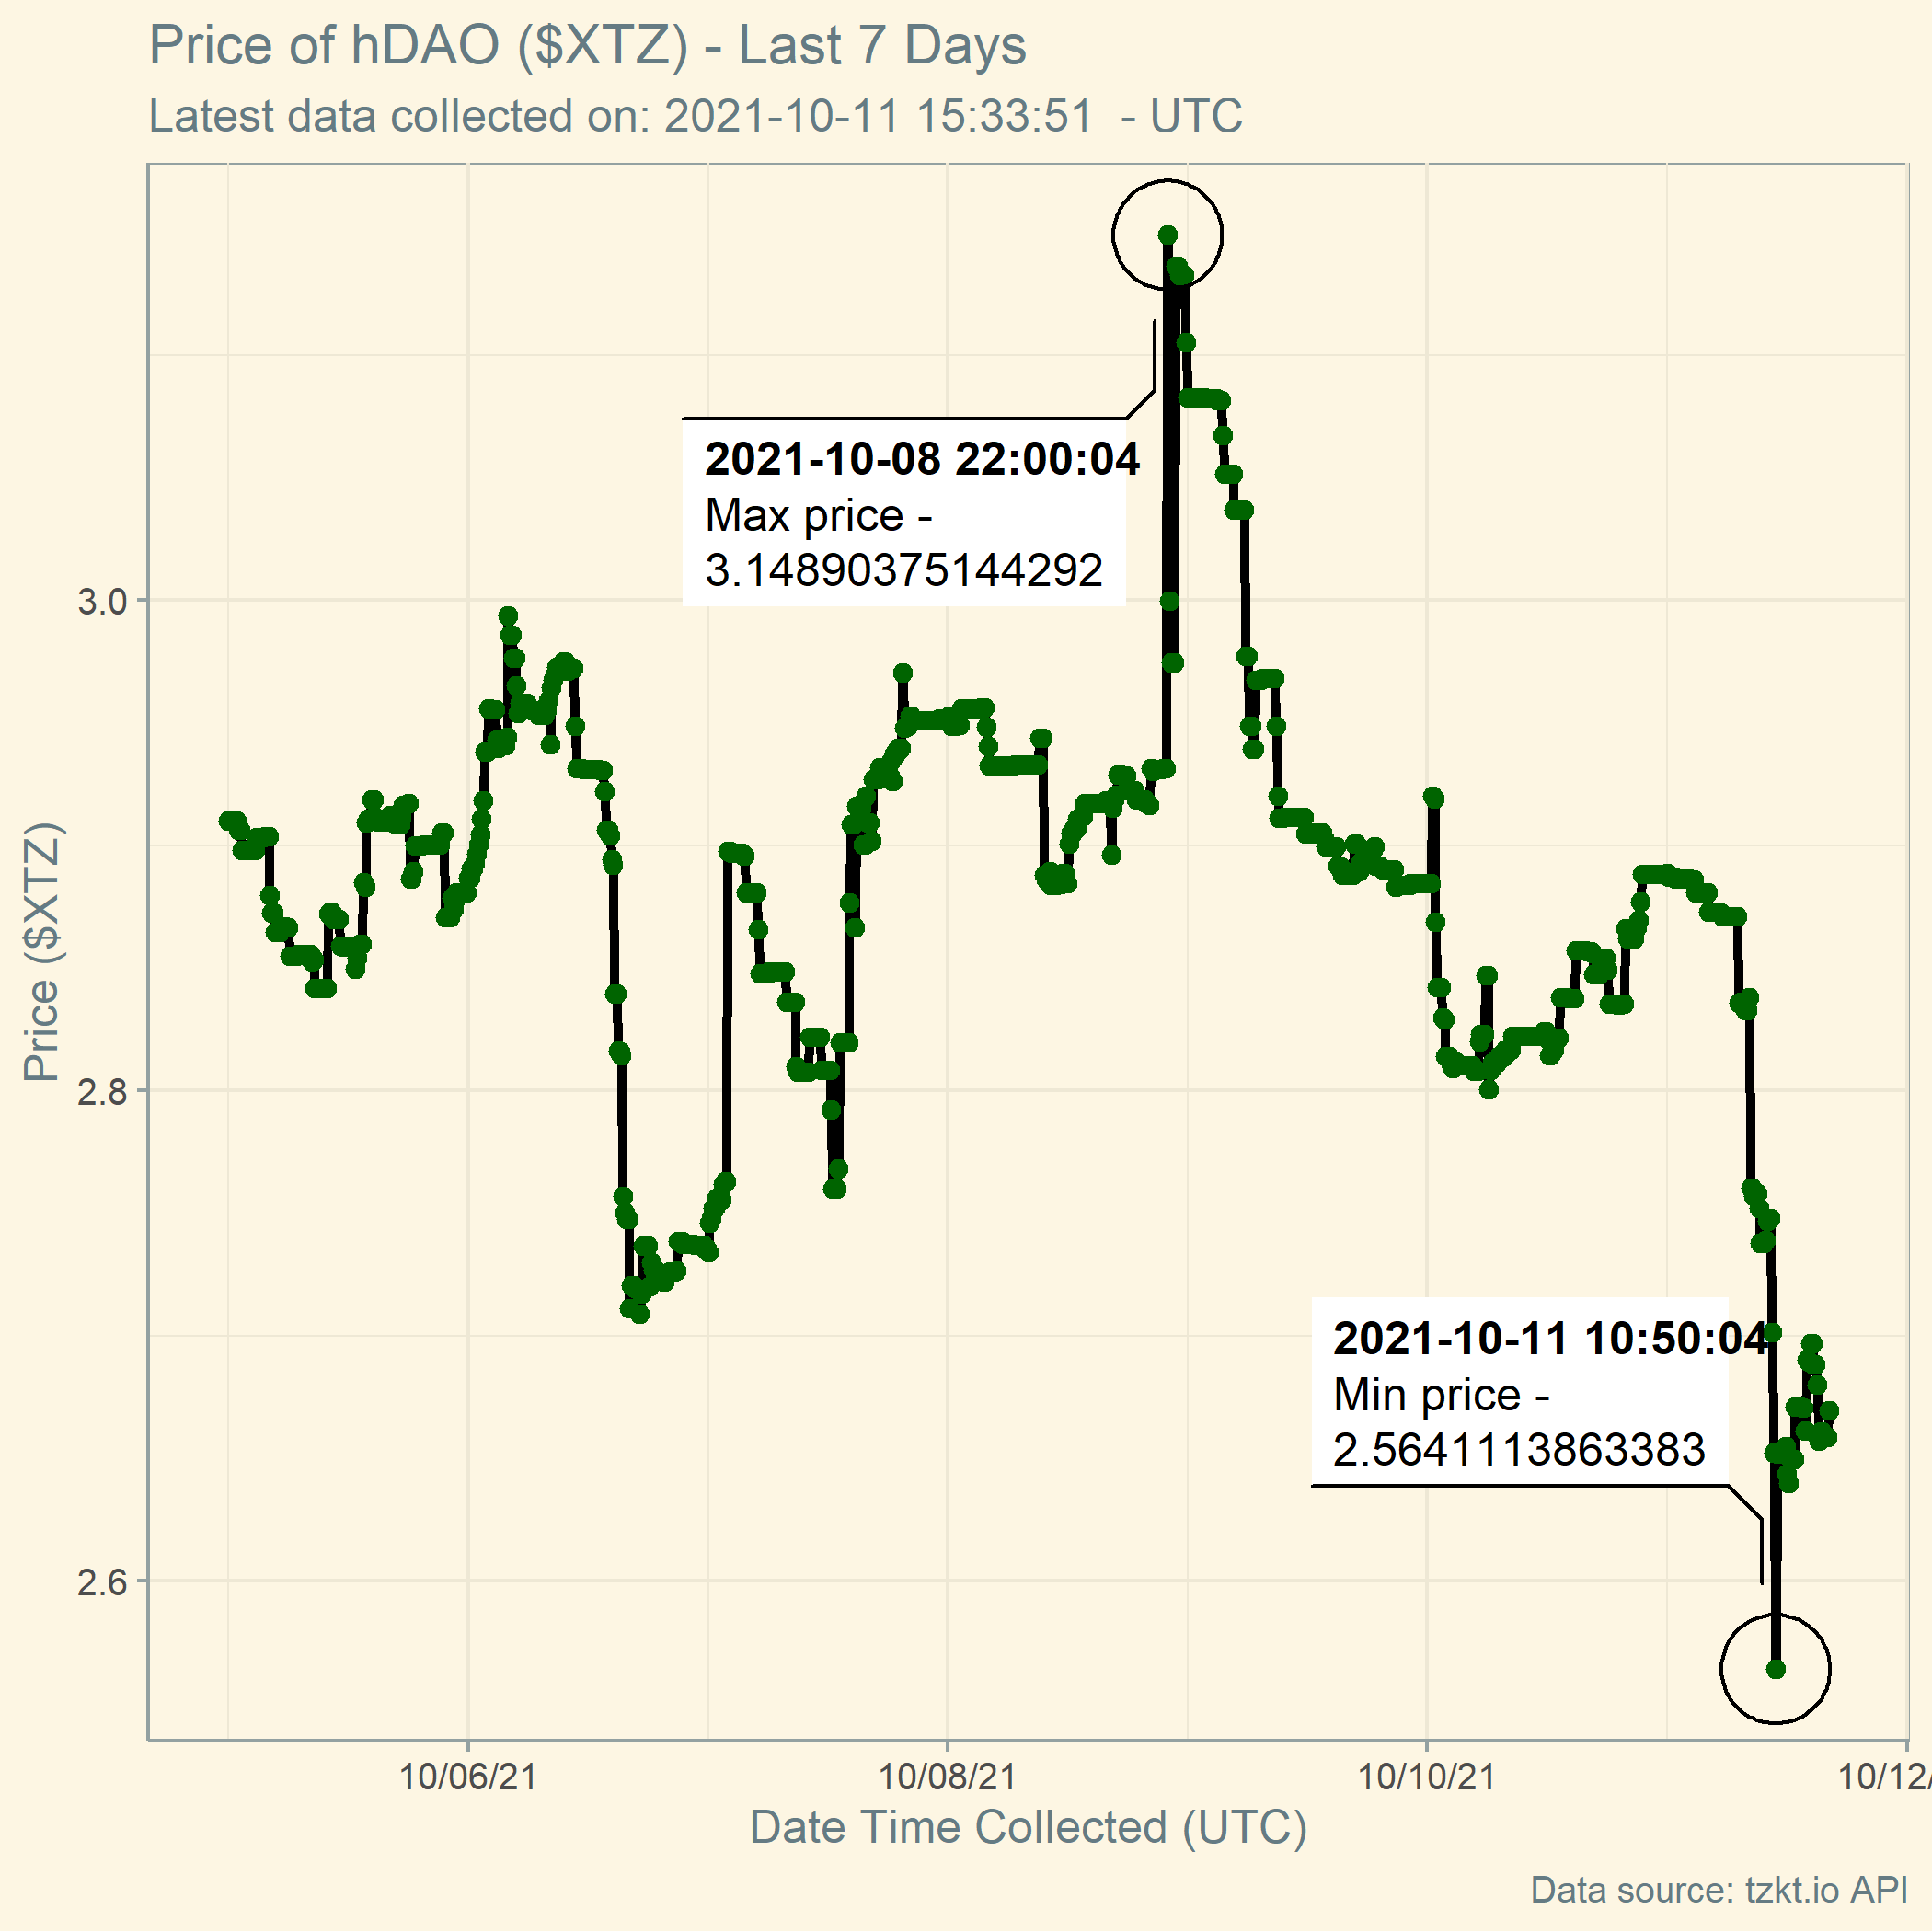 Price of hDAO ($XTZ) - Last 7 Days
Latest data collected on: 2021-10-11 15:33:51  - UTC
2021-10-08 22:00:04
Max price -
3.14890375144292
3.0
2.8
2.6
Price ($XTZ)
2021-10-11 10:50:04
Min price -
2.5641113863383
10/06/21
10/08/21
10/10/21
10/12/
Date Time Collected (UTC)
Data source: tzkt.io API